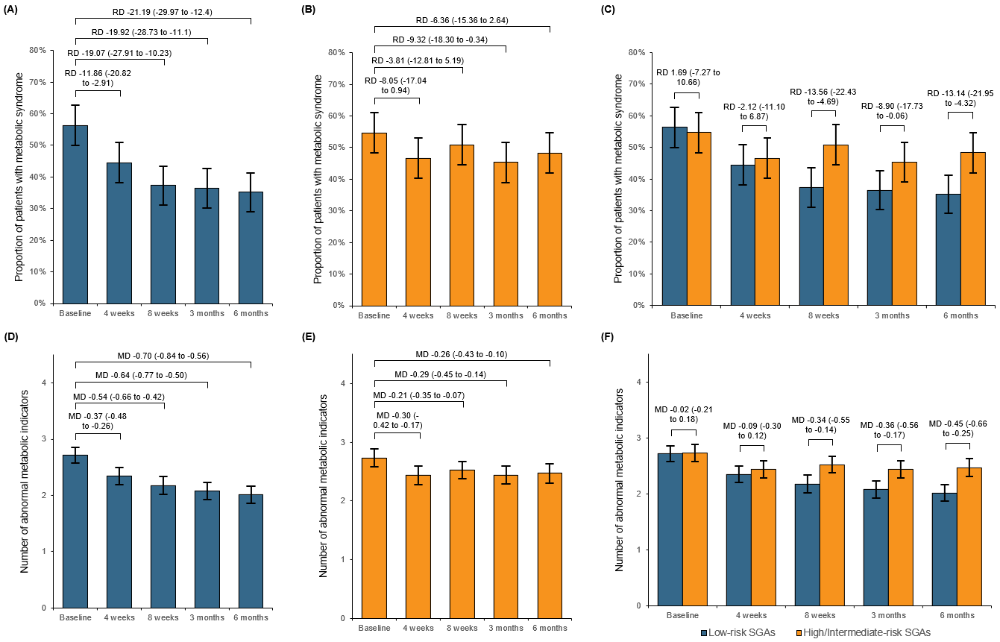 (A)
RD -21.19 (-29.97 to -12.4)
RD -19.92 (-28.73 to -11.1)
RD -19.07 (-27.91 to -10.23)
RD -11.86 (-20.82
to -2.91)
Proportion of patients with metabolic syndrome
80%
70%
60%
50%
40%
30%
20%
10%
0%
Baseline 4 weeks 8 weeks 3 months 6 months
(B)
RD -6.36 (-15.36 to 2.64)
RD -9.32 (-18.30 to -0.34)
RD -3.81 (-12.81 to 5.19)
RD -8.05 (-17.04
to 0.94)
Proportion of patients with metabolic syndrome
80%
70%
60%
50%
40%
30%
20%
10%
0%
Baseline 4 weeks 8 weeks 3 months 6 months
(C)
RD 1.69 (-7.27 to
10.66)
RD -2.12 (-11.10
to 6.87)
RD -13.56 (-22.43
to -4.69)
RD -8.90 (-17.73
to -0.06)
RD -13.14 (-21.95
to -4.32)
Proportion of patients with metabolic syndrome
80%
70%
60%
50%
40%
30%
20%
10%
0%
Baseline 4 weeks 8 weeks 3 months 6 months
(D)
MD -0.70 (-0.84 to -0.56)
MD -0.64 (-0.77 to -0.50)
MD -0.54 (-0.66 to -0.42)
MD -0.37 (-0.48
to -0.26)
Number of abnormal metabolic indicators
4
3
2
1
0
Baseline 4 weeks 8 weeks 3 months 6 months
(E)
MD -0.26 (-0.43 to -0.10)
MD -0.29 (-0.45 to -0.14)
MD -0.21 (-0.35 to -0.07)
MD -0.30 (-
0.42 to -0.17)
Number of abnormal metabolic indicators
4
3
2
1
0
Baseline 4 weeks 8 weeks 3 months 6 months
(F)
MD -0.02 (-0.21
to 0.18)
MD -0.09 (-0.30
to 0.12)
MD -0.34 (-0.55
to -0.14)
MD -0.36 (-0.56
to -0.17)
MD -0.45 (-0.66
to -0.25)
Number of abnormal metabolic indicators
4
3
2
1
0
Baseline 4 weeks 8 weeks 3 months 6 months
Low-risk SGAs High/Intermediate-risk SGAs